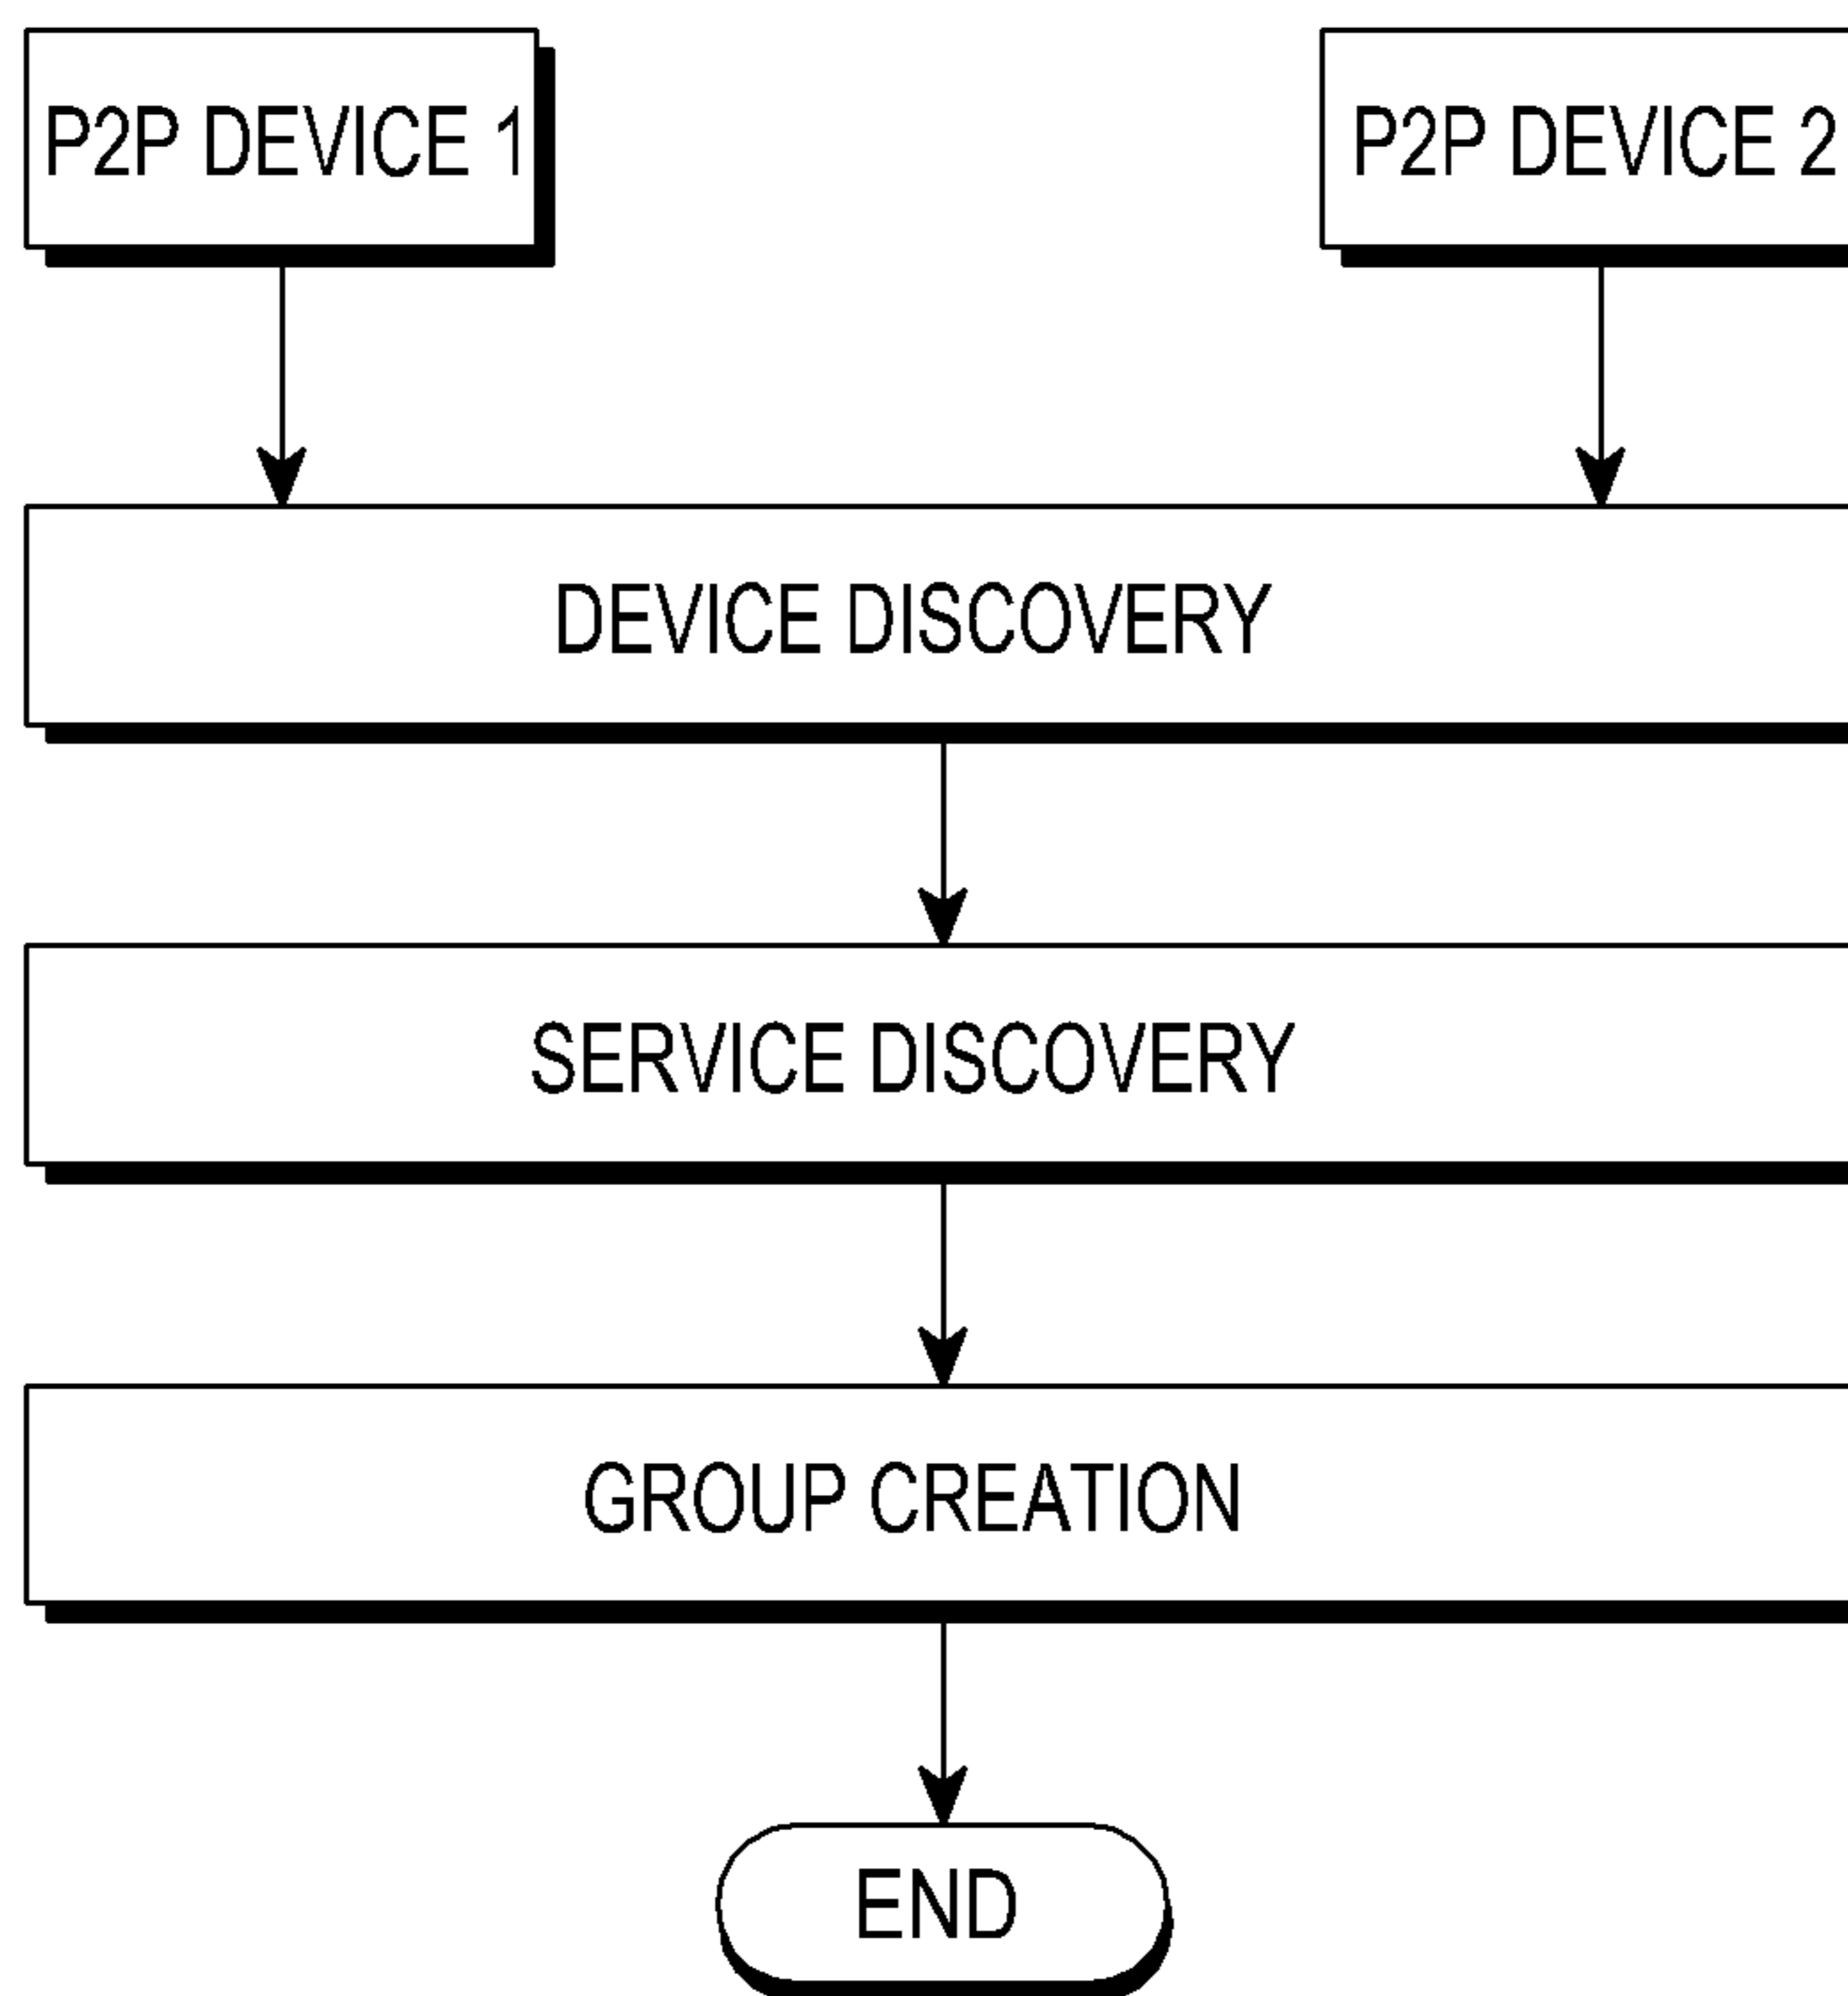 P2P DEVICE 1
P2P DEVICE 2
DEVICE DISCOVERY
SERVICE DISCOVERY
GROUP CREATION
END